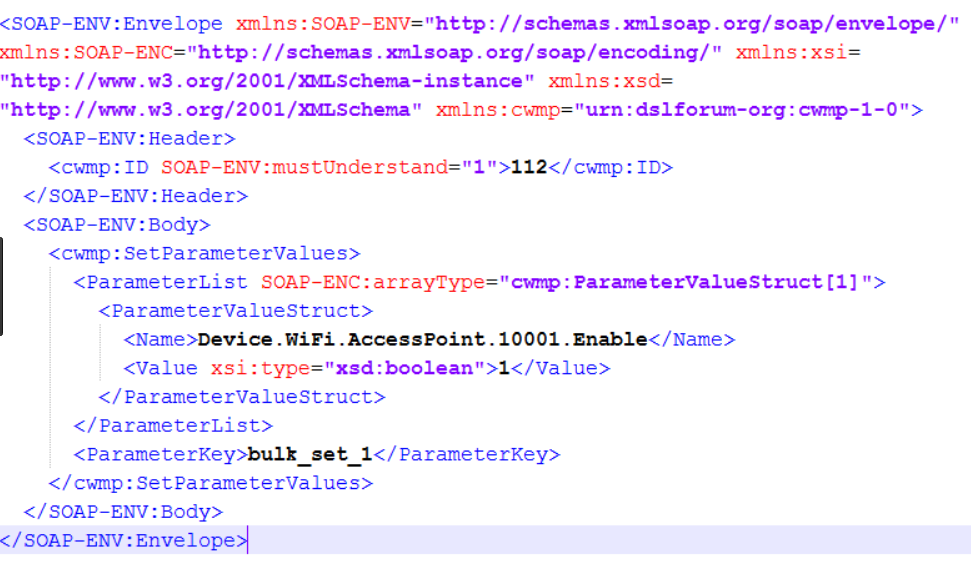 <SOAP-ENV:Envelope xmlns:SOAP-ENV="http://schemas.xmlsoap.org/soap/envelope/"
xmlns:SOAP-ENC="http://schemas.xmlsoap.org/soap/encoding/" xmlns:xsi=
"http://www.w3.org/2001/XMLSchema-instance" xmlns:xsd=
"http://www.w3.org/2001/XMLSchema" xmlns:cwmp="urn:dslforum-org:cwmp-1-0">
  <SOAP-ENV:Header>
    <cwmp:ID SOAP-ENV:mustUnderstand="1">112</cwmp:ID>
  </SOAP-ENV:Header>
  <SOAP-ENV:Body>
    <cwmp:SetParameterValues>
      <ParameterList SOAP-ENC:arrayType="cwmp:ParameterValueStruct[1]">
        <ParameterValueStruct>
          <Name>Device.WiFi.AccessPoint.10001.Enable</Name>
          <Value xsi:type="xsd:boolean">1</Value>
        </ParameterValueStruct>
      </ParameterList>
      <ParameterKey>bulk_set_1</ParameterKey>
    </cwmp:SetParameterValues>
  </SOAP-ENV:Body>
</SOAP-ENV:Envelope>